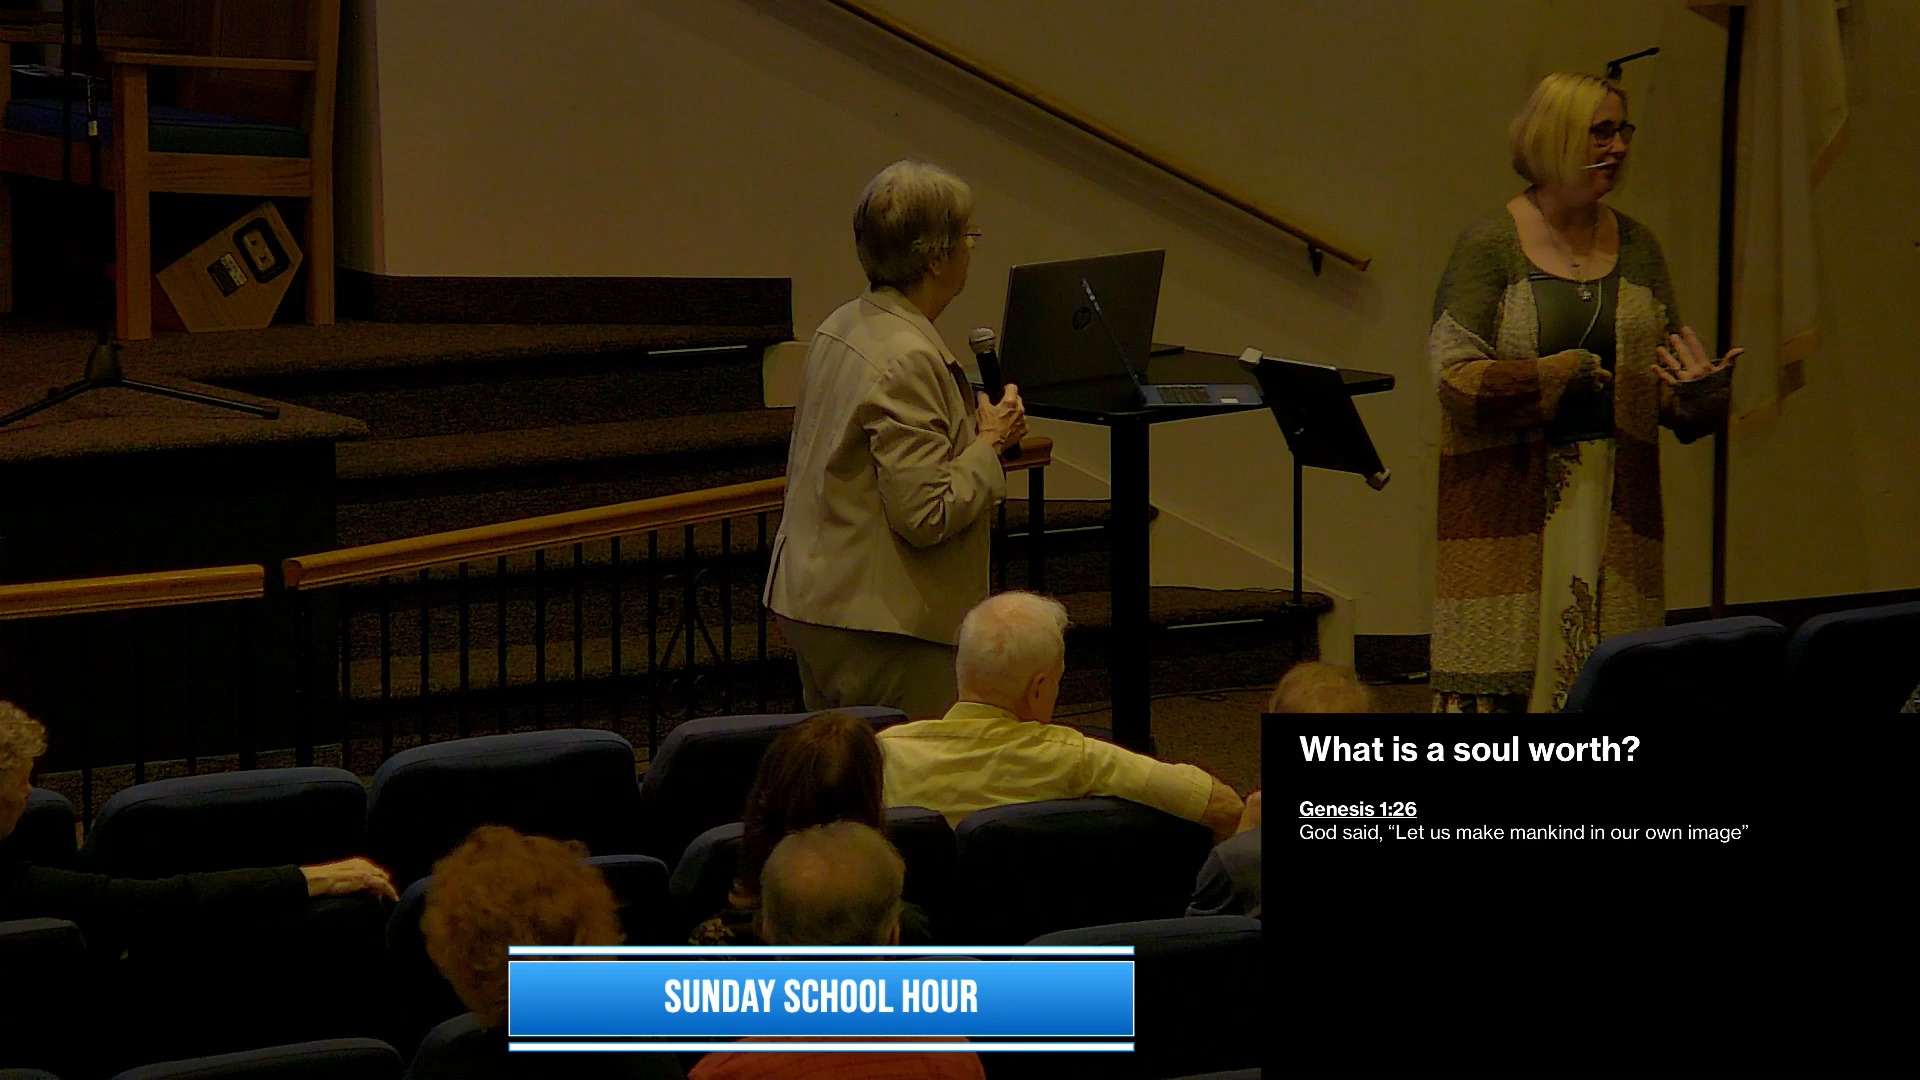 What is a soul worth?
Genesis 1:26
God said, “Let us make mankind in our own image”
SUNDAY SCHOOL HOUR